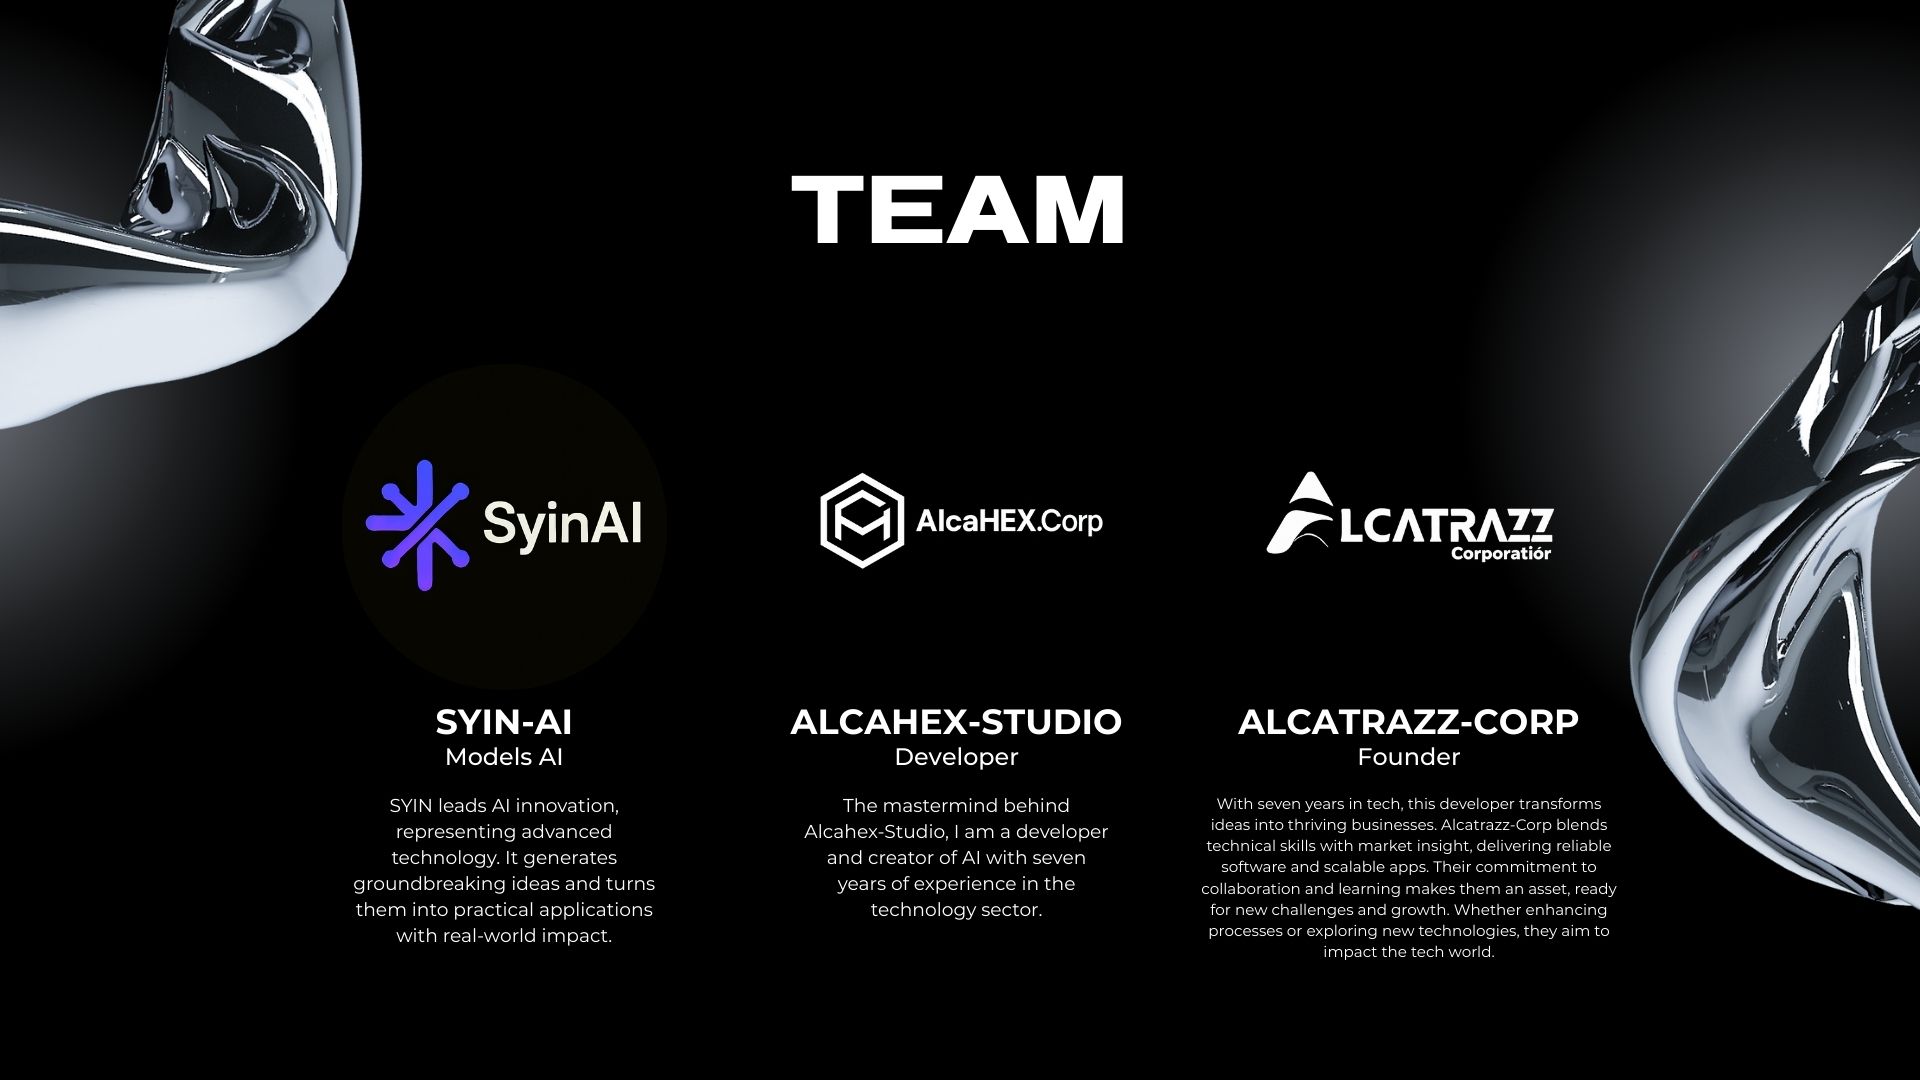 TEAM
SyinAI
AlcaHEX.Corp
LCATRAZZ
Corporatiór
SYIN-AI
Models AI
SYIN leads AI innovation,
representing advanced
technology. It generates
groundbreaking ideas and turns
them into practical applications
with real-world impact.
ALCAHEX-STUDIO
Developer
The mastermind behind
Alcahex-Studio, I am a developer
and creator of AI with seven
years of experience in the
technology sector.
ALCATRAZZ-CORP
Founder
With seven years in tech, this developer transforms
ideas into thriving businesses. Alcatrazz-Corp blends
technical skills with market insight, delivering reliable
software and scalable apps. Their commitment to
collaboration and learning makes them an asset, ready
for new challenges and growth. Whether enhancing
processes or exploring new technologies, they aim to
impact the tech world.